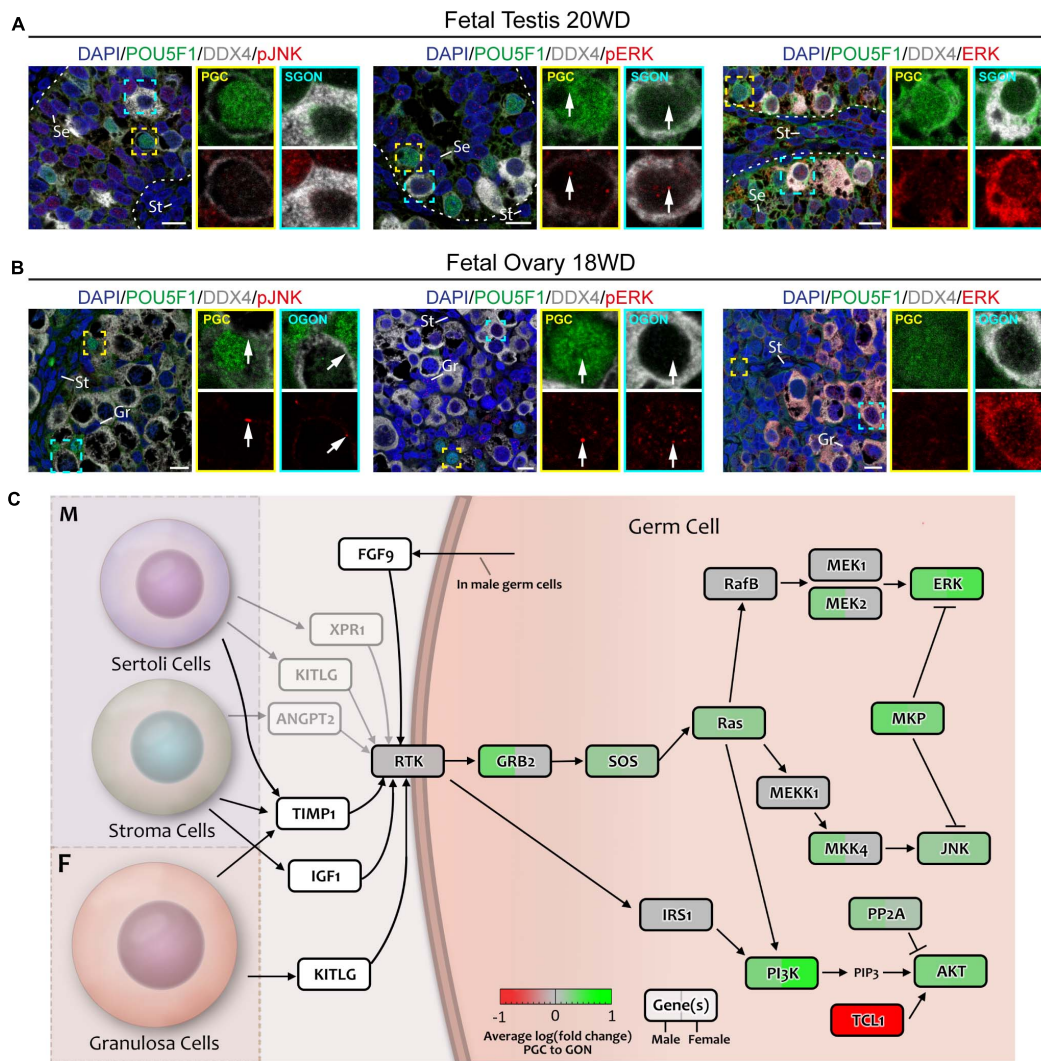 A
Fetal Testis 20WD
DAPI/POU5F1/DDX4/pJNK
DAPI/POU5F1/DDX4/pERK
DAPI/POU5F1/DDX4/ERK
PGC
SGON
Se
St
PGC
SGON
Se
St
PGC
SGON
St
Se
B
Fetal Ovary 18WD
DAPI/POU5F1/DDX4/pJNK
DAPI/POU5F1/DDX4/pERK
DAPI/POU5F1/DDX4/ERK
PGC
OGON
St
Gr
PGC
OGON
St
Gr
PGC
OGON
St
Gr
C
M
Germ Cell
FGF9
In male germ cells
RafB
MEK1
MEK2
ERK
XPR1
Sertoli Cells
KITLG
ANGPT2
RTK
GRB2
SOS
Ras
MKP
MEKK1
TIMP1
Stroma Cells
MKK4
JNK
F
IGF1
IRS1
PP2A
KITLG
PI3K
PIP3
AKT
TCL1
-1
0
1
Average log(fold change)
PGC to GON
Gene(s)
Male
Female
Granulosa Cells